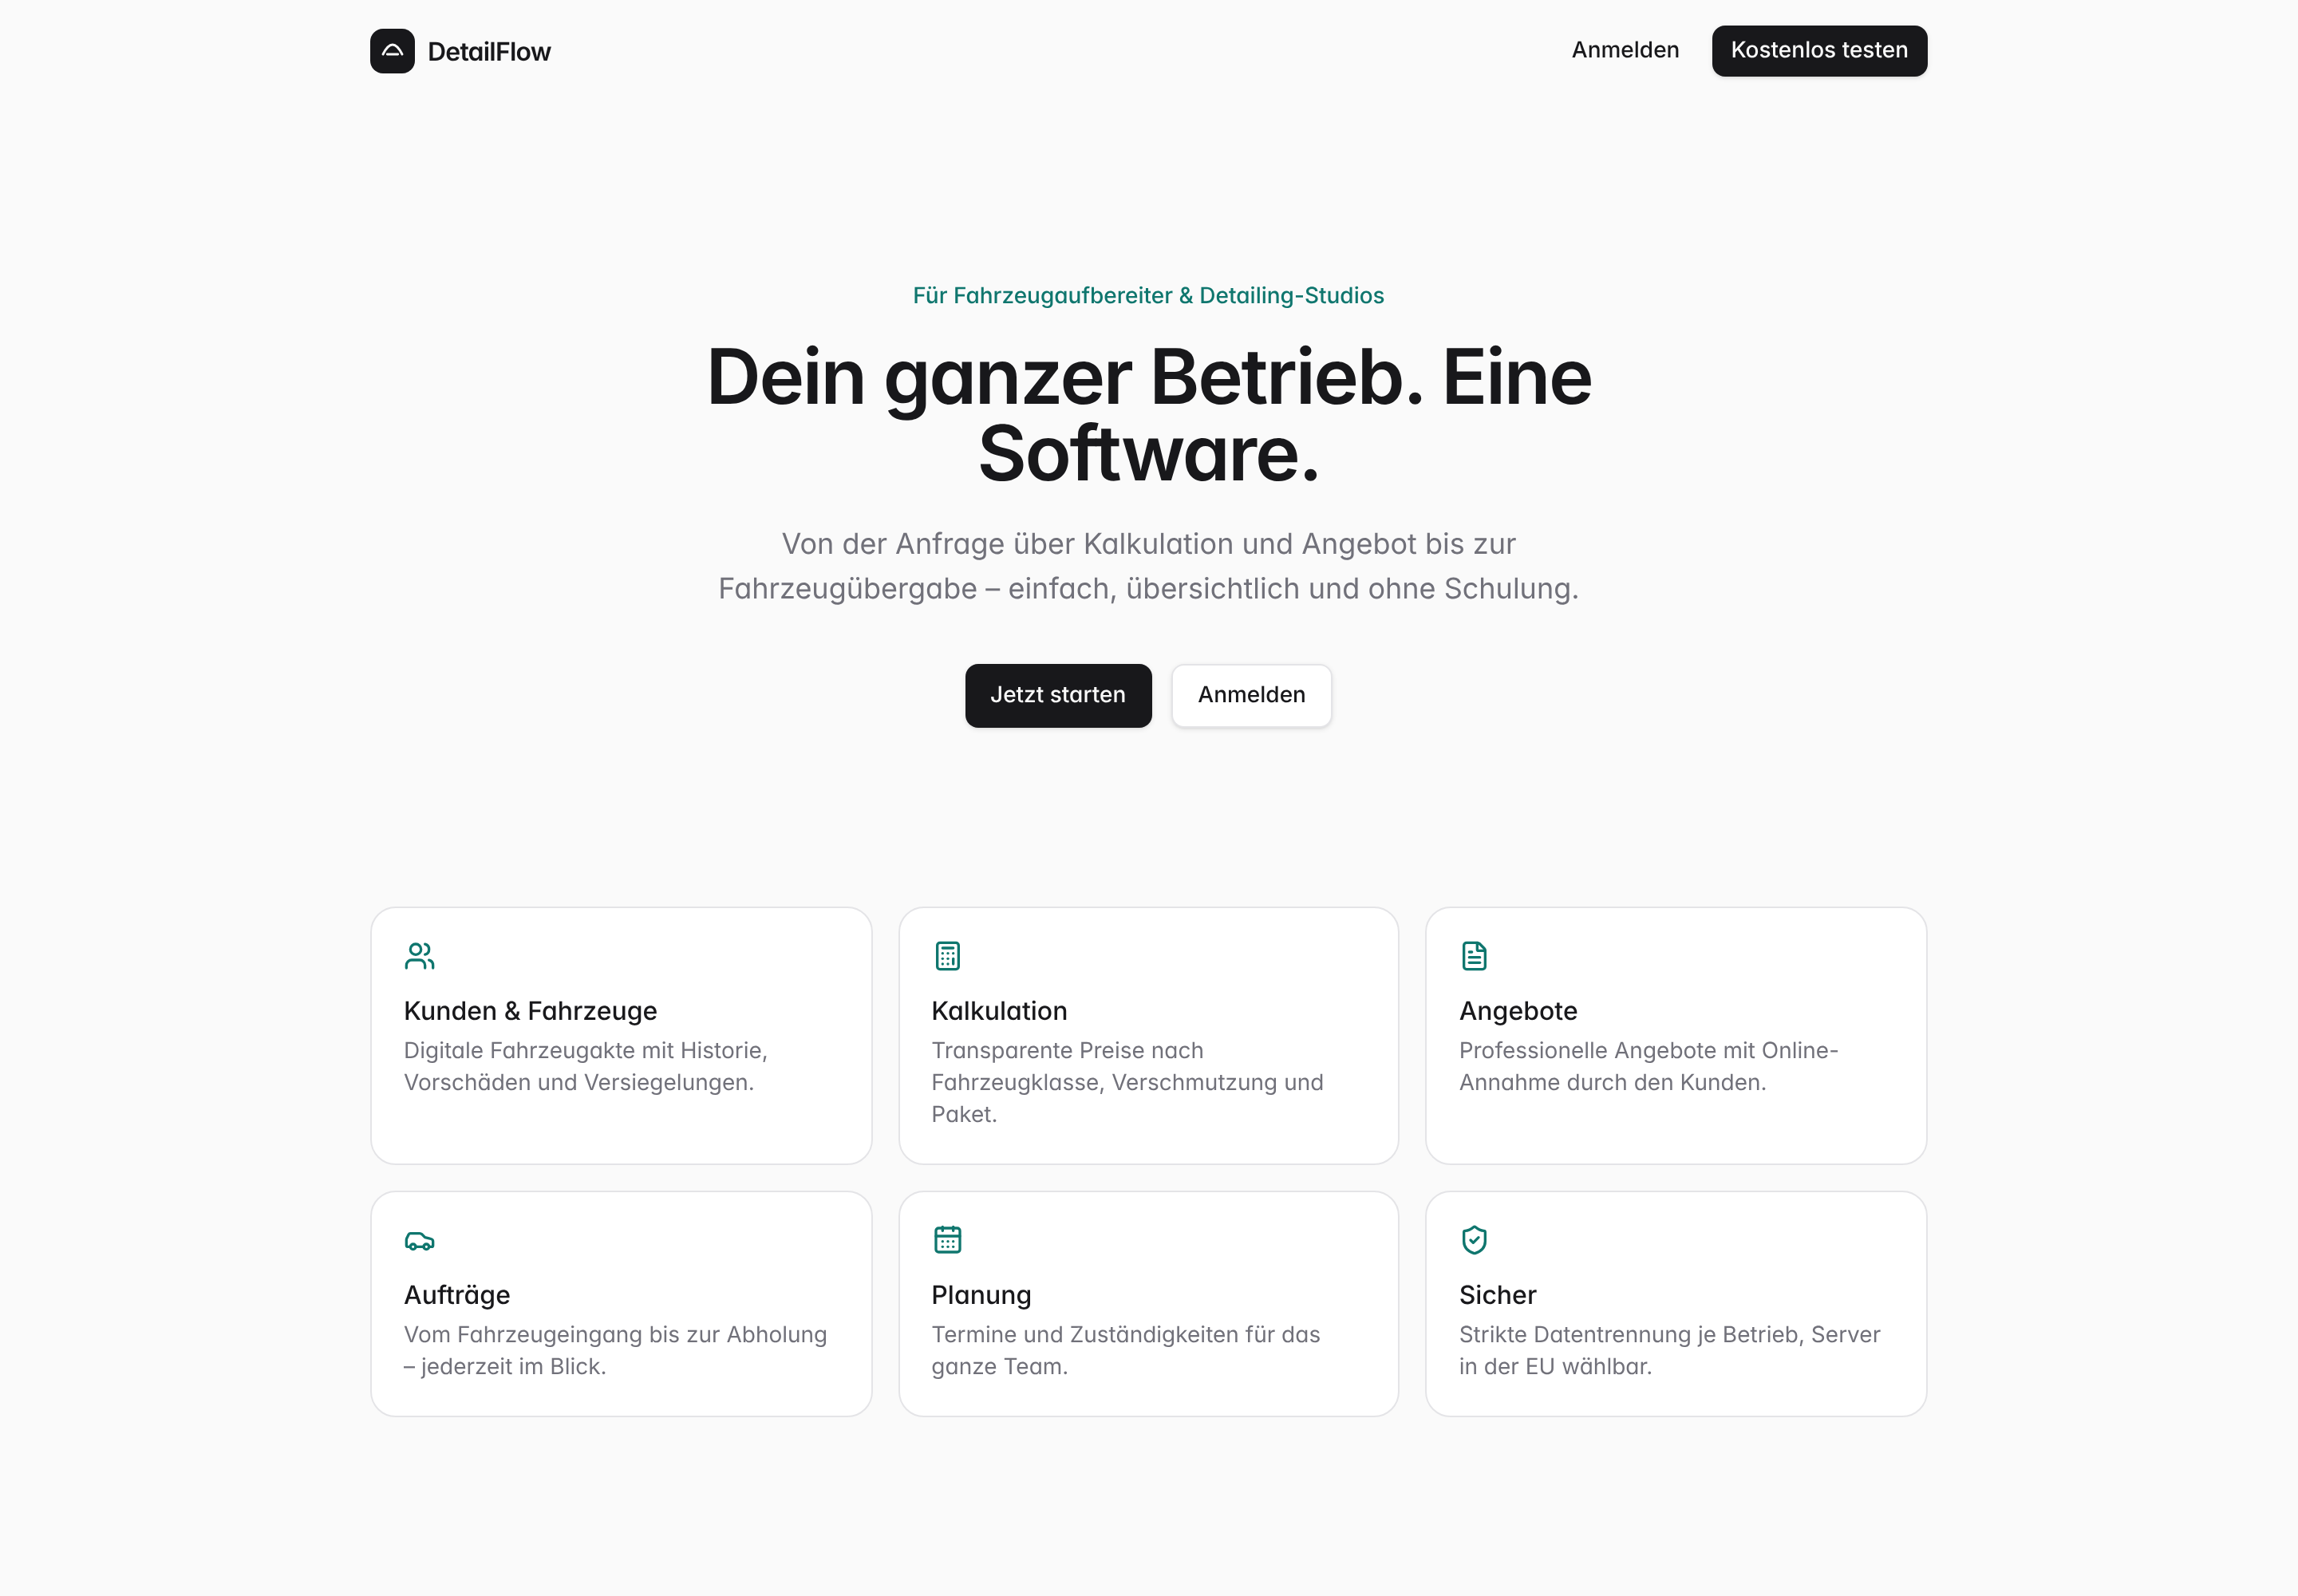 DetailFlow
Anmelden
Kostenlos testen
Für Fahrzeugaufbereiter & Detailing-Studios
Dein ganzer Betrieb. Eine
Software.
Von der Anfrage über Kalkulation und Angebot bis zur
Fahrzeugübergabe – einfach, übersichtlich und ohne Schulung.
Jetzt starten
Anmelden
Kunden & Fahrzeuge
Digitale Fahrzeugakte mit Historie,
Vorschäden und Versiegelungen.
Kalkulation
Transparente Preise nach
Fahrzeugklasse, Verschmutzung und
Paket.
Angebote
Professionelle Angebote mit Online-
Annahme durch den Kunden.
Aufträge
Vom Fahrzeugeingang bis zur Abholung
– jederzeit im Blick.
Planung
Termine und Zuständigkeiten für das
ganze Team.
Sicher
Strikte Datentrennung je Betrieb, Server
in der EU wählbar.